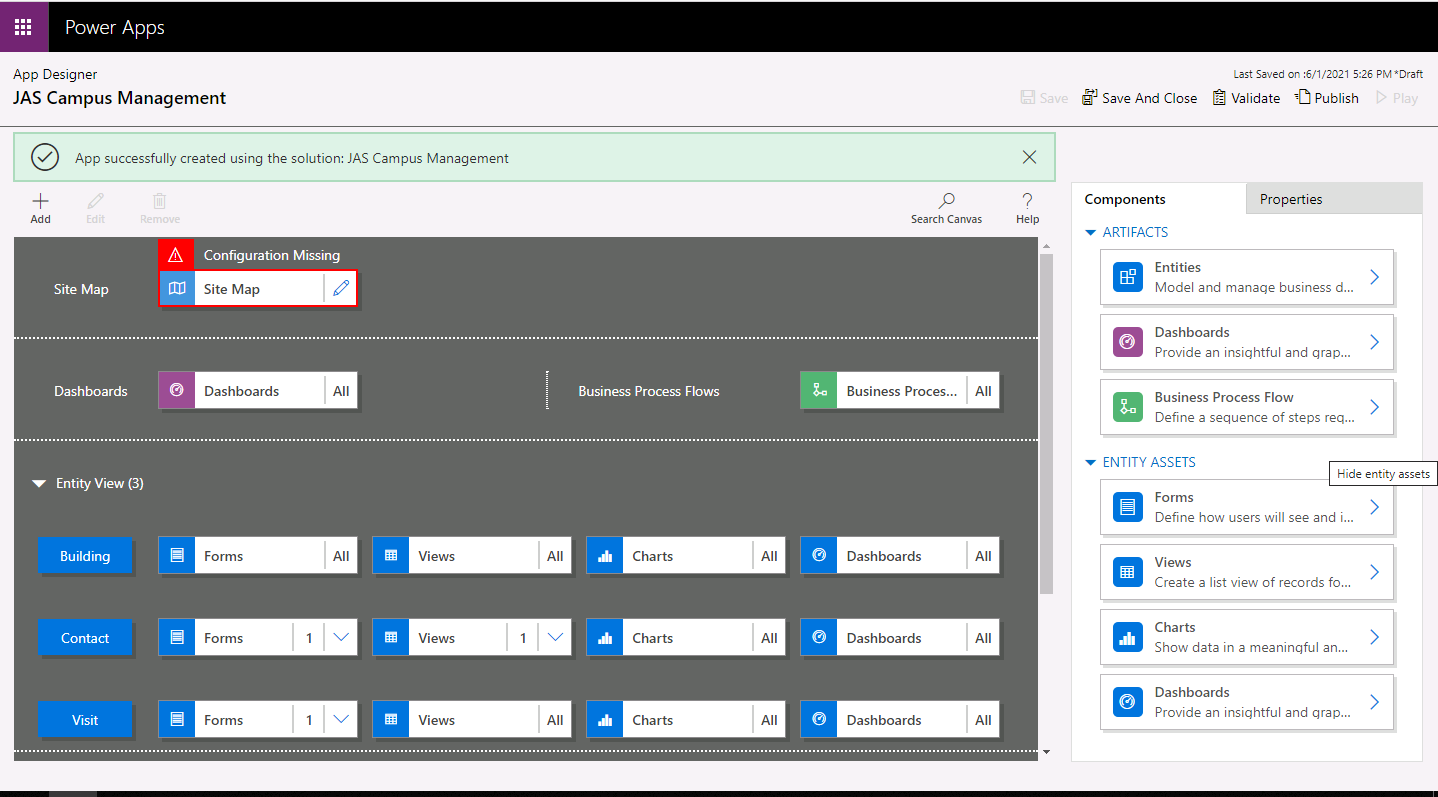 Power Apps
App Designer
Last Saved on :6/1/2021 5:26 PM *Draft
JAS Campus Management
Save
Save And Close
Validate
Publish
Play
App successfully created using the solution: JAS Campus Management
Add
Edit
Remove
Search Canvas
Help
Components
Properties
Configuration Missing
Site Map
Site Map
Dashboards
Dashboards
All
Business Process Flows
Business Proces...
All
Entity View (3)
Building
Forms
All
Views
All
Charts
All
Dashboards
All
Contact
Forms
1
Views
1
Charts
All
Dashboards
All
Visit
Forms
1
Views
All
Charts
All
Dashboards
All
ARTIFACTS
Entities
Model and manage business d...
Dashboards
Provide an insightful and grap...
Business Process Flow
Define a sequence of steps req...
ENTITY ASSETS
Hide entity assets
Forms
Define how users will see and i...
Views
Create a list view of records fo...
Charts
Show data in a meaningful an...
Dashboards
Provide an insightful and grap...